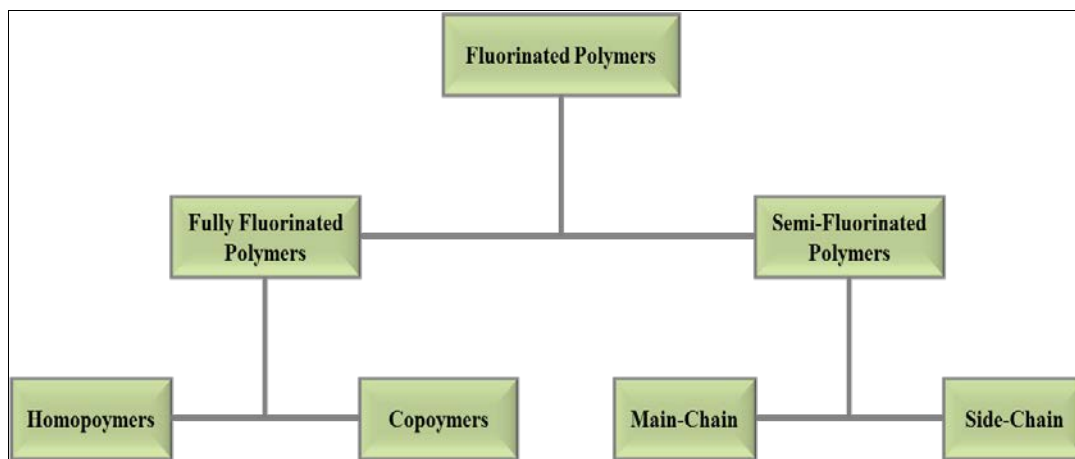 Fluorinated Polymers
Fully Fluorinated
Polymers
Semi-Fluorinated
Polymers
Homopoymers
Copoymers
Main-Chain
Side-Chain